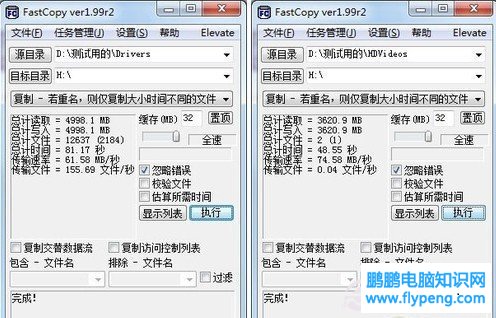 FastCopy ver1.99r2
文件(F) 任务管理(J) 设置(S) 帮助 Elevate
源目录 D:\测试用的\Drivers
目标目录 H:\
复制 - 若重名，则仅复制大小时间不同的文件
总计读取 = 4998.1 MB
总计写入 = 4998.1 MB
总计文件 = 12637 (2184)
总计时间 = 81.17 秒
传输速率 = 61.58 MB/秒
传输文件 = 155.69 文件/秒
缓存(MB) 32 置顶
全速
忽略错误
校验文件
估算所需时间
显示列表 执行
复制交替数据流 复制访问控制列表
包含 - 文件名 排除 - 文件名 过滤
完成!
FastCopy ver1.99r2
文件(F) 任务管理(J) 设置(S) 帮助 Elevate
源目录 D:\测试用的\HDVideos
目标目录 H:\
复制 - 若重名，则仅复制大小时间不同的文件
总计读取 = 3620.9 MB
总计写入 = 3620.9 MB
总计文件 = 2 (1)
总计时间 = 48.55 秒
传输速率 = 74.58 MB/秒
传输文件 = 0.04 文件/秒
缓存(MB) 32 置顶
全速
忽略错误
校验文件
估算所需时间
显示列表 执行
复制交替数据流 复制访问控制列表
包含 - 文件名 排除 - 文件名
完成!
鹏鹏电脑知识网
www.flypeng.com